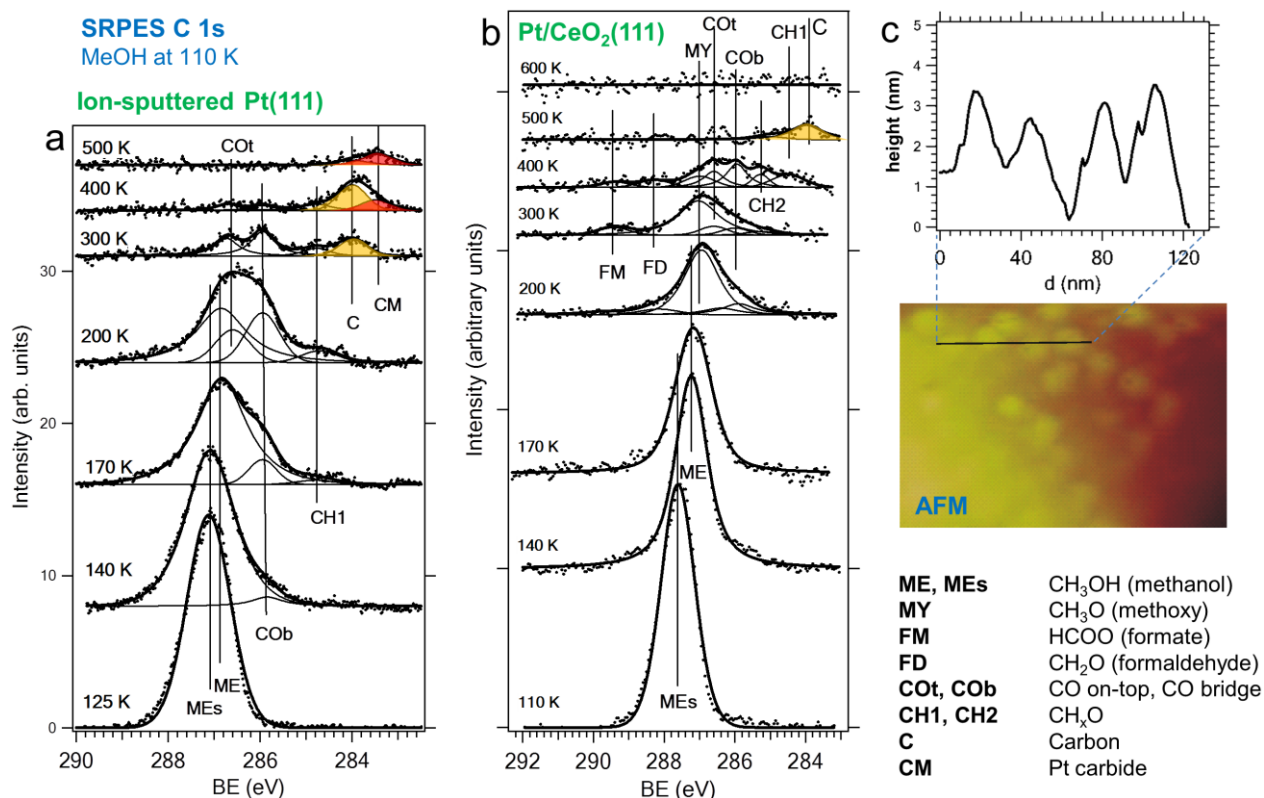 SRPES C 1s
MeOH at 110 K
Ion-sputtered Pt(111)
a
500 K
COt
400 K
300 K
CM
C
30
200 K
20
170 K
CH1
140 K
10
COb
ME
125 K
MEs
0
290
288
286
284
BE (eV)
Intensity (arb. units)
b
Pt/CeO2(111)
COt
CH1
C
MY
COb
600 K
500 K
400 K
CH2
300 K
FM
FD
200 K
170 K
ME
140 K
MEs
110 K
292
290
288
286
284
BE (eV)
Intensity (arbitrary units)
c
5
4
3
2
1
0
height (nm)
0
40
80
120
d (nm)
AFM
ME, MEs CH3OH (methanol)
MY CH3O (methoxy)
FM HCOO (formate)
FD CH2O (formaldehyde)
COt, COb CO on-top, CO bridge
CH1, CH2 CHxO
C Carbon
CM Pt carbide